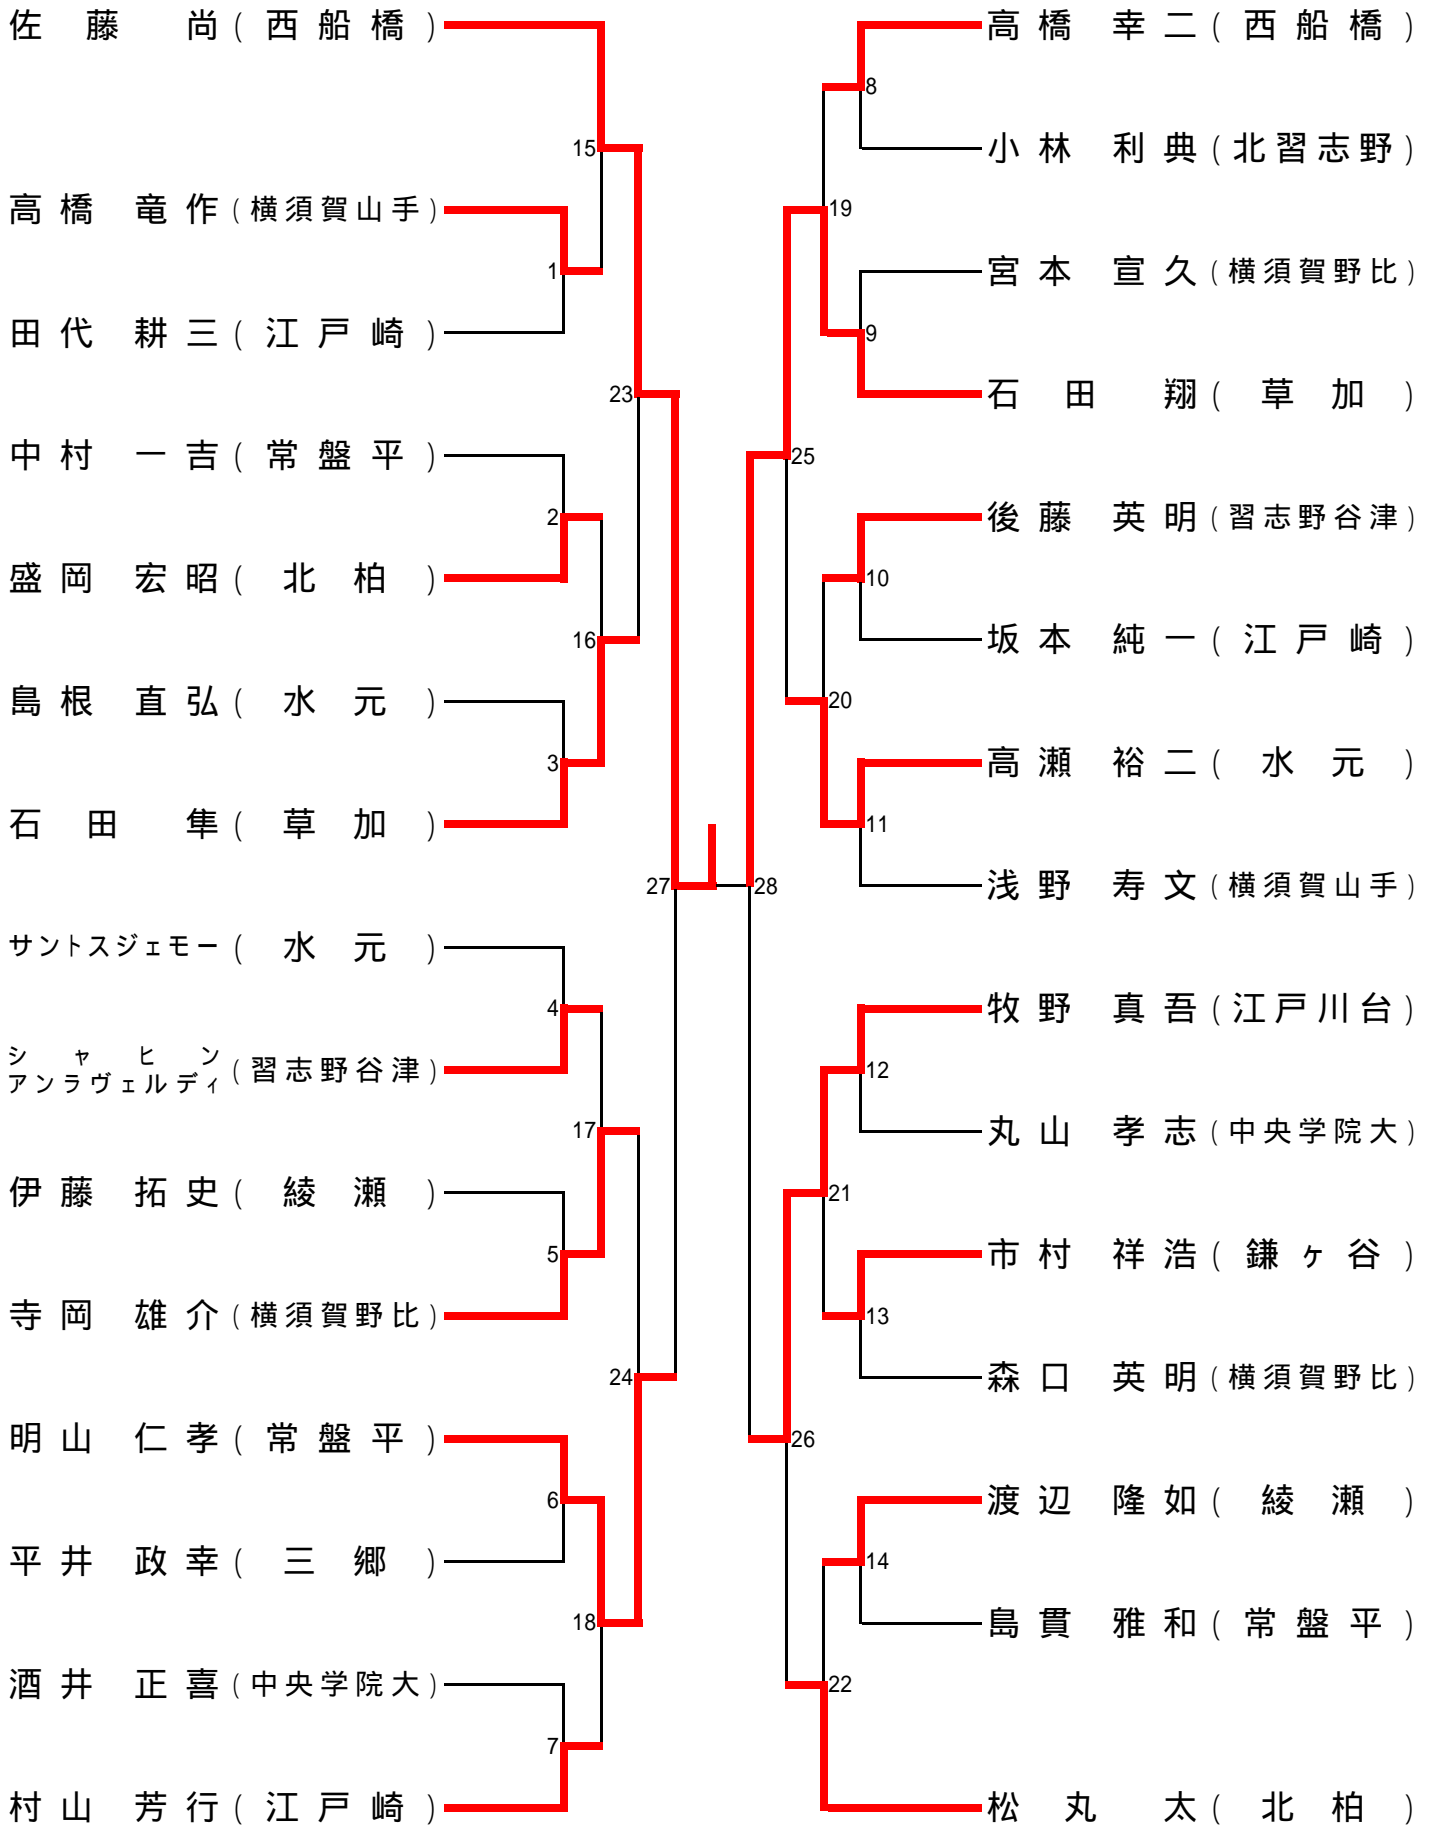 佐藤 尚(西船橋)
15
高橋 竜作(横須賀山手)
1
田代 耕三(江戸崎)
23
中村 一吉(常盤平)
2
盛岡 宏昭(北柏)
16
島根 直弘(水元)
3
石田 隼(草加)
27
サントスジェモー(水元)
4
シャヒン
アンラヴェルディ(習志野谷津)
17
伊藤 拓史(綾瀬)
5
寺岡 雄介(横須賀野比)
24
明山 仁孝(常盤平)
6
平井 政幸(三郷)
18
酒井 正喜(中央学院大)
7
村山 芳行(江戸崎)
高橋 幸二(西船橋)
8
小林 利典(北習志野)
19
宮本 宣久(横須賀野比)
9
石田 翔(草加)
25
後藤 英明(習志野谷津)
10
坂本 純一(江戸崎)
20
高瀬 裕二(水元)
11
浅野 寿文(横須賀山手)
28
牧野 真吾(江戸川台)
12
丸山 孝志(中央学院大)
21
市村 祥浩(鎌ヶ谷)
13
森口 英明(横須賀野比)
26
渡辺 隆如(綾瀬)
14
島貫 雅和(常盤平)
22
松丸 太(北柏)